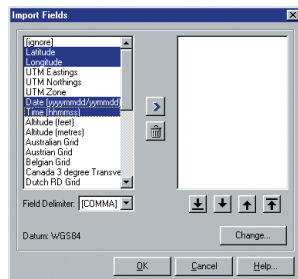 Import Fields
[ignore]
Latitude
Longitude
UTM Eastings
UTM Northings
UTM Zone
Date (yyyymmdd/yymmdd)
Time (hhmmss)
Altitude (feet)
Altitude (metres)
Australian Grid
Austrian Grid
Belgian Grid
Canada 3 degree Transve
Dutch RD Grid
Field Delimiter: [COMMA]
Datum: WGS84
Change...
OK
Cancel
Help...